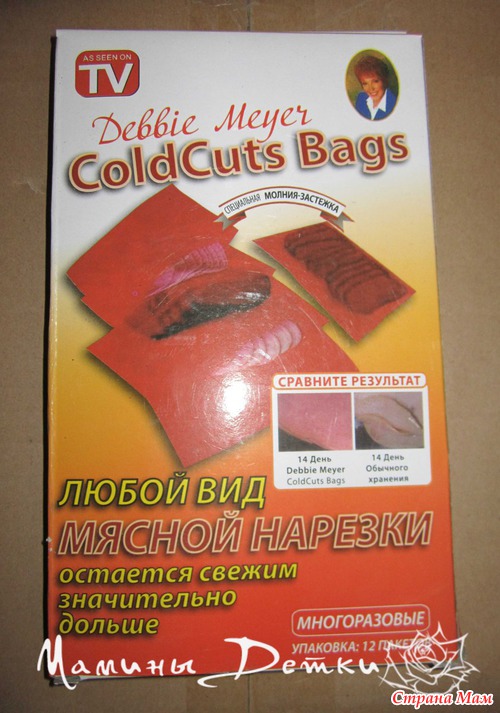 AS SEEN ON
TV
Debbie Meyer
ColdCuts Bags
СПЕЦИАЛЬНАЯ МОЛНИЯ-ЗАСТЕЖКА
СРАВНИТЕ РЕЗУЛЬТАТ
14 День
Debbie Meyer
ColdCuts Bags
14 День
Обычного
хранения
ЛЮБОЙ ВИД
МЯСНОЙ НАРЕЗКИ
остается свежим
значительно
дольше
МНОГОРАЗОВЫЕ
УПАКОВКА: 12 ПАКЕТОВ
Мамины Детки
Страна Мам